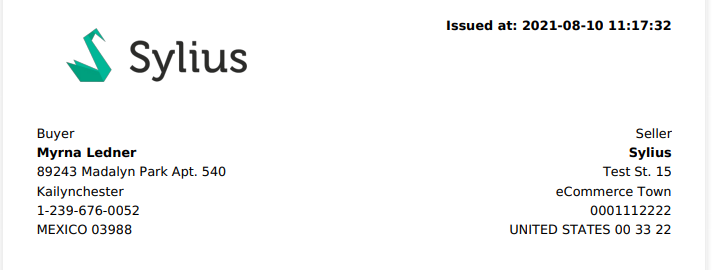 Issued at: 2021-08-10 11:17:32
Sylius
Buyer
Myrna Ledner
89243 Madalyn Park Apt. 540
Kailynchester
1-239-676-0052
MEXICO 03988
Seller
Sylius
Test St. 15
eCommerce Town
0001112222
UNITED STATES 00 33 22